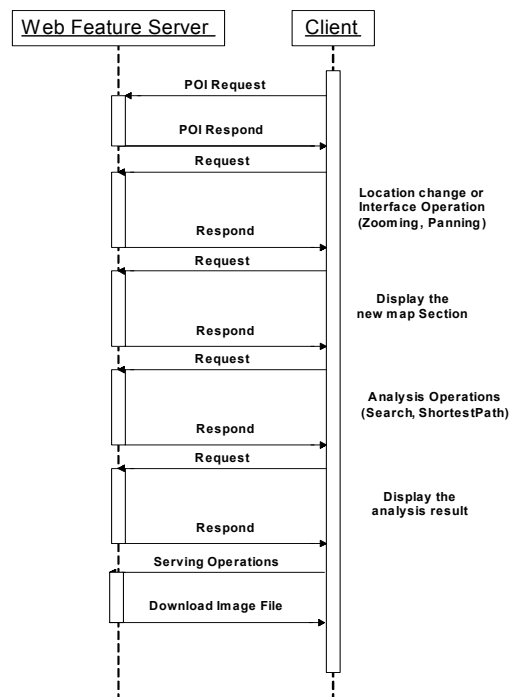 Web Feature Server
Client
POI Request
POI Respond
Request
Location change or
Interface Operation
(Zooming, Panning)
Respond
Request
Display the
new map Section
Respond
Request
Analysis Operations
(Search, ShortestPath)
Respond
Request
Display the
analysis result
Respond
Serving Operations
Download Image File